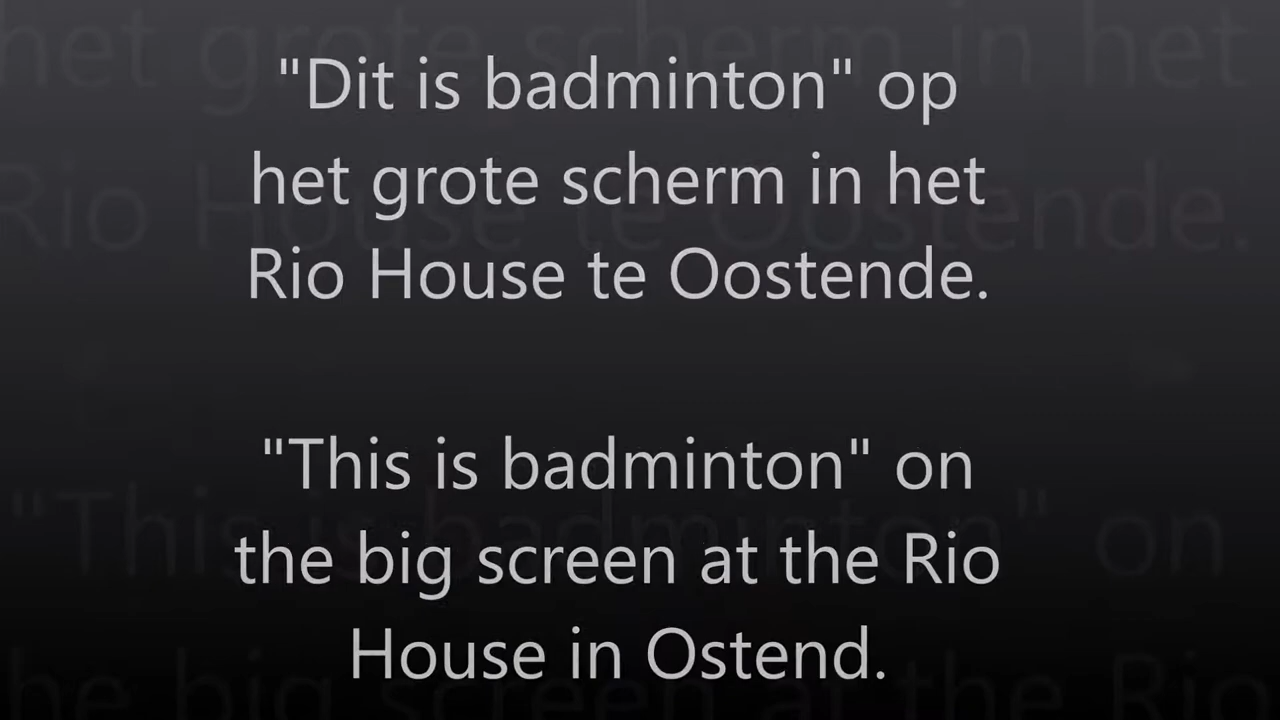 "Dit is badminton" op
het grote scherm in het
Rio House te Oostende.
"This is badminton" on
the big screen at the Rio
House in Ostend.